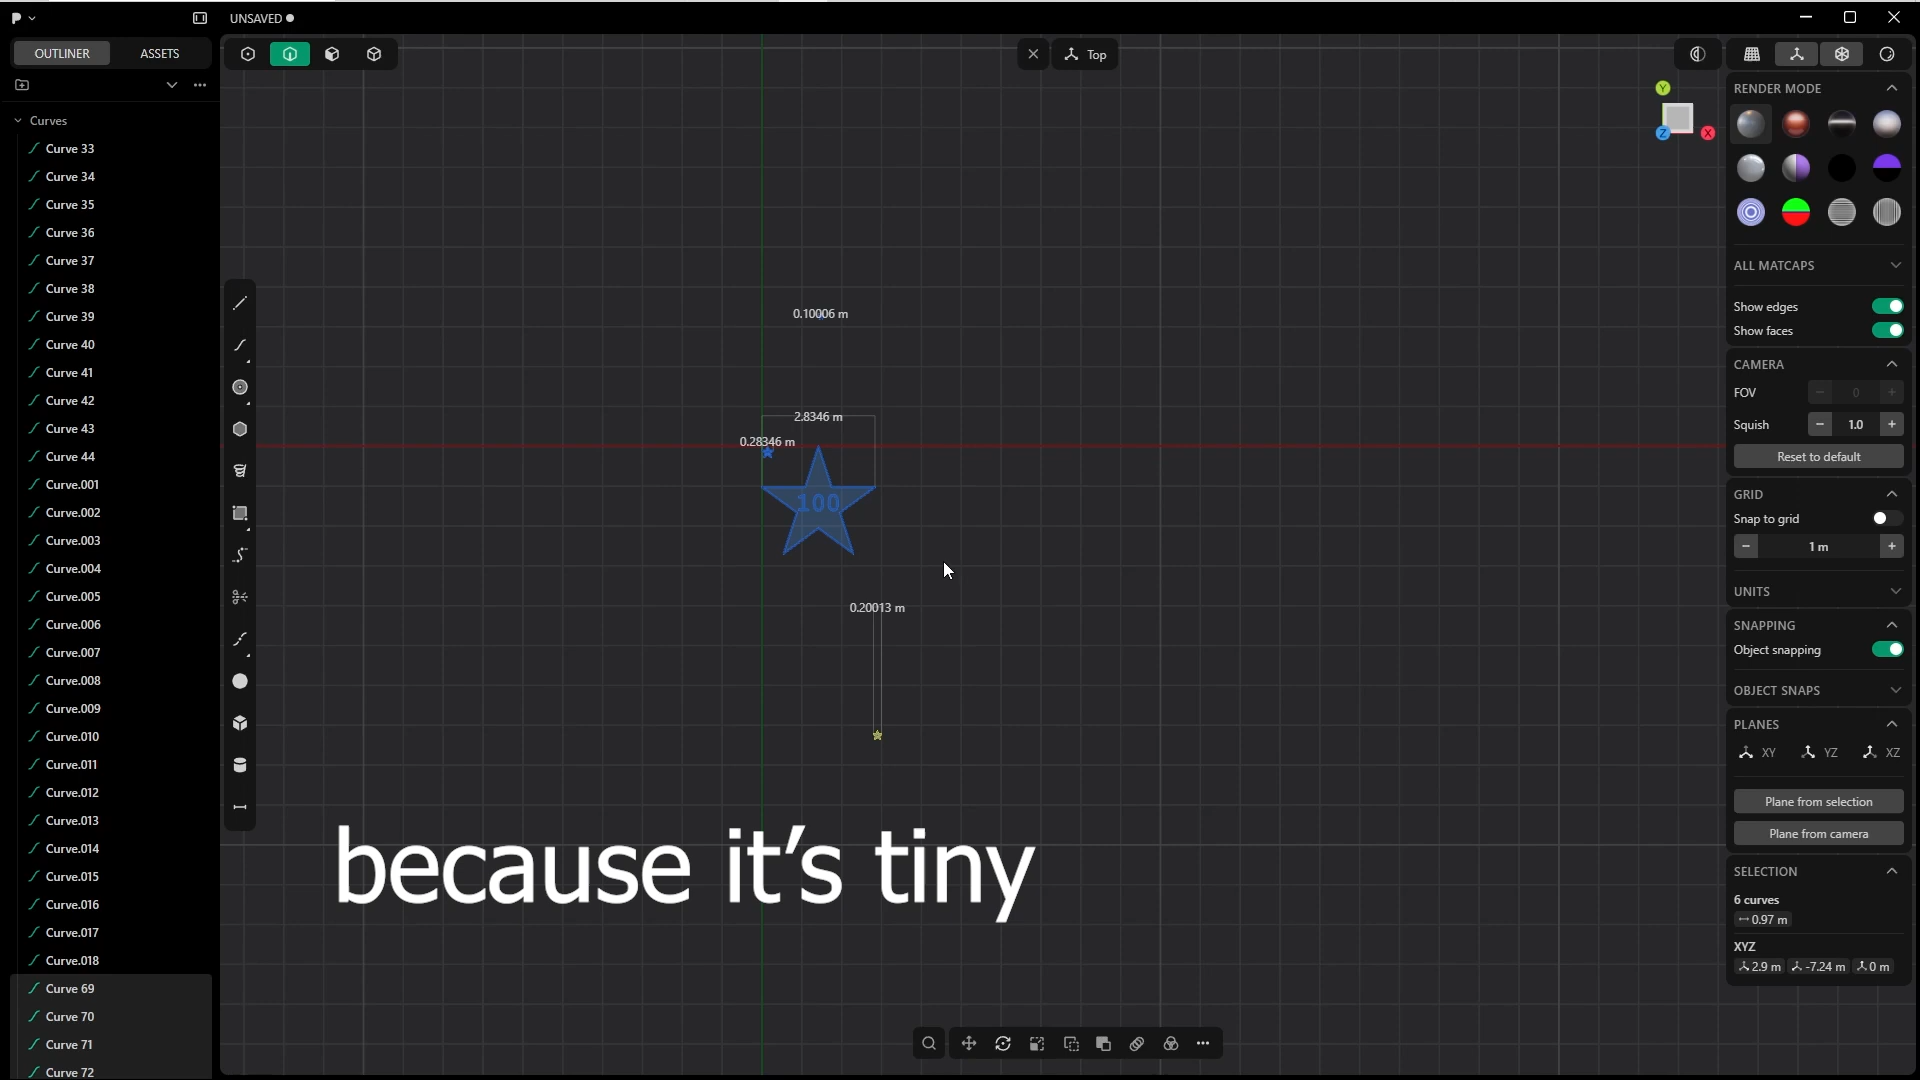 UNSAVED
OUTLINER
ASSETS
Top
Curves
Curve 33
Curve 34
Curve 35
Curve 36
Curve 37
Curve 38
Curve 39
Curve 40
Curve 41
Curve 42
Curve 43
Curve 44
Curve.001
Curve.002
Curve.003
Curve.004
Curve.005
Curve.006
Curve.007
Curve.008
Curve.009
Curve.010
Curve.011
Curve.012
Curve.013
Curve.014
Curve.015
Curve.016
Curve.017
Curve.018
Curve 69
Curve 70
Curve 71
Curve 72
0.10006 m
2.8346 m
0.28346 m
100
0.20013 m
because it’s tiny
Y
Z
X
RENDER MODE
ALL MATCAPS
Show edges
Show faces
CAMERA
FOV - 0 +
Squish - 1.0 +
Reset to default
GRID
Snap to grid
- 1 m +
UNITS
SNAPPING
Object snapping
OBJECT SNAPS
PLANES
XY YZ XZ
Plane from selection
Plane from camera
SELECTION
6 curves
0.97 m
XYZ
2.9 m -7.24 m 0 m